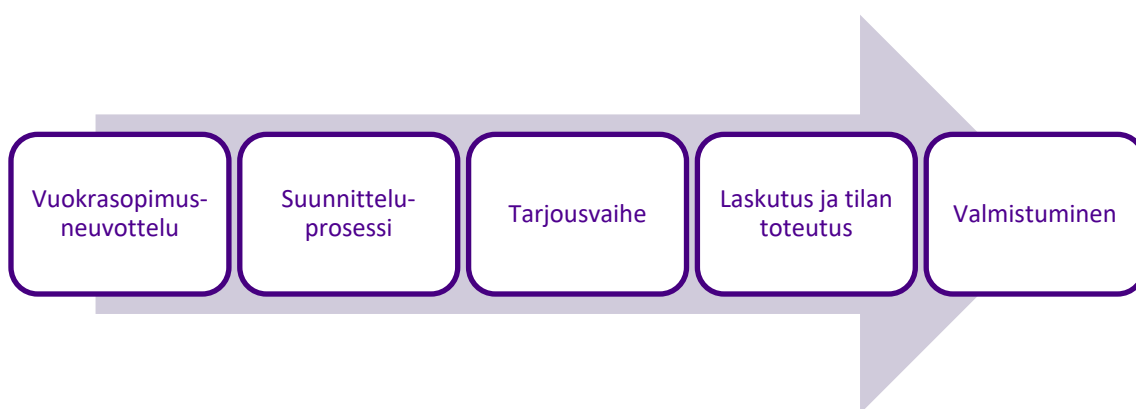 Vuokrasopimus-
neuvottelu
Suunnittelu-
prosessi
Tarjousvaihe
Laskutus ja tilan
toteutus
Valmistuminen